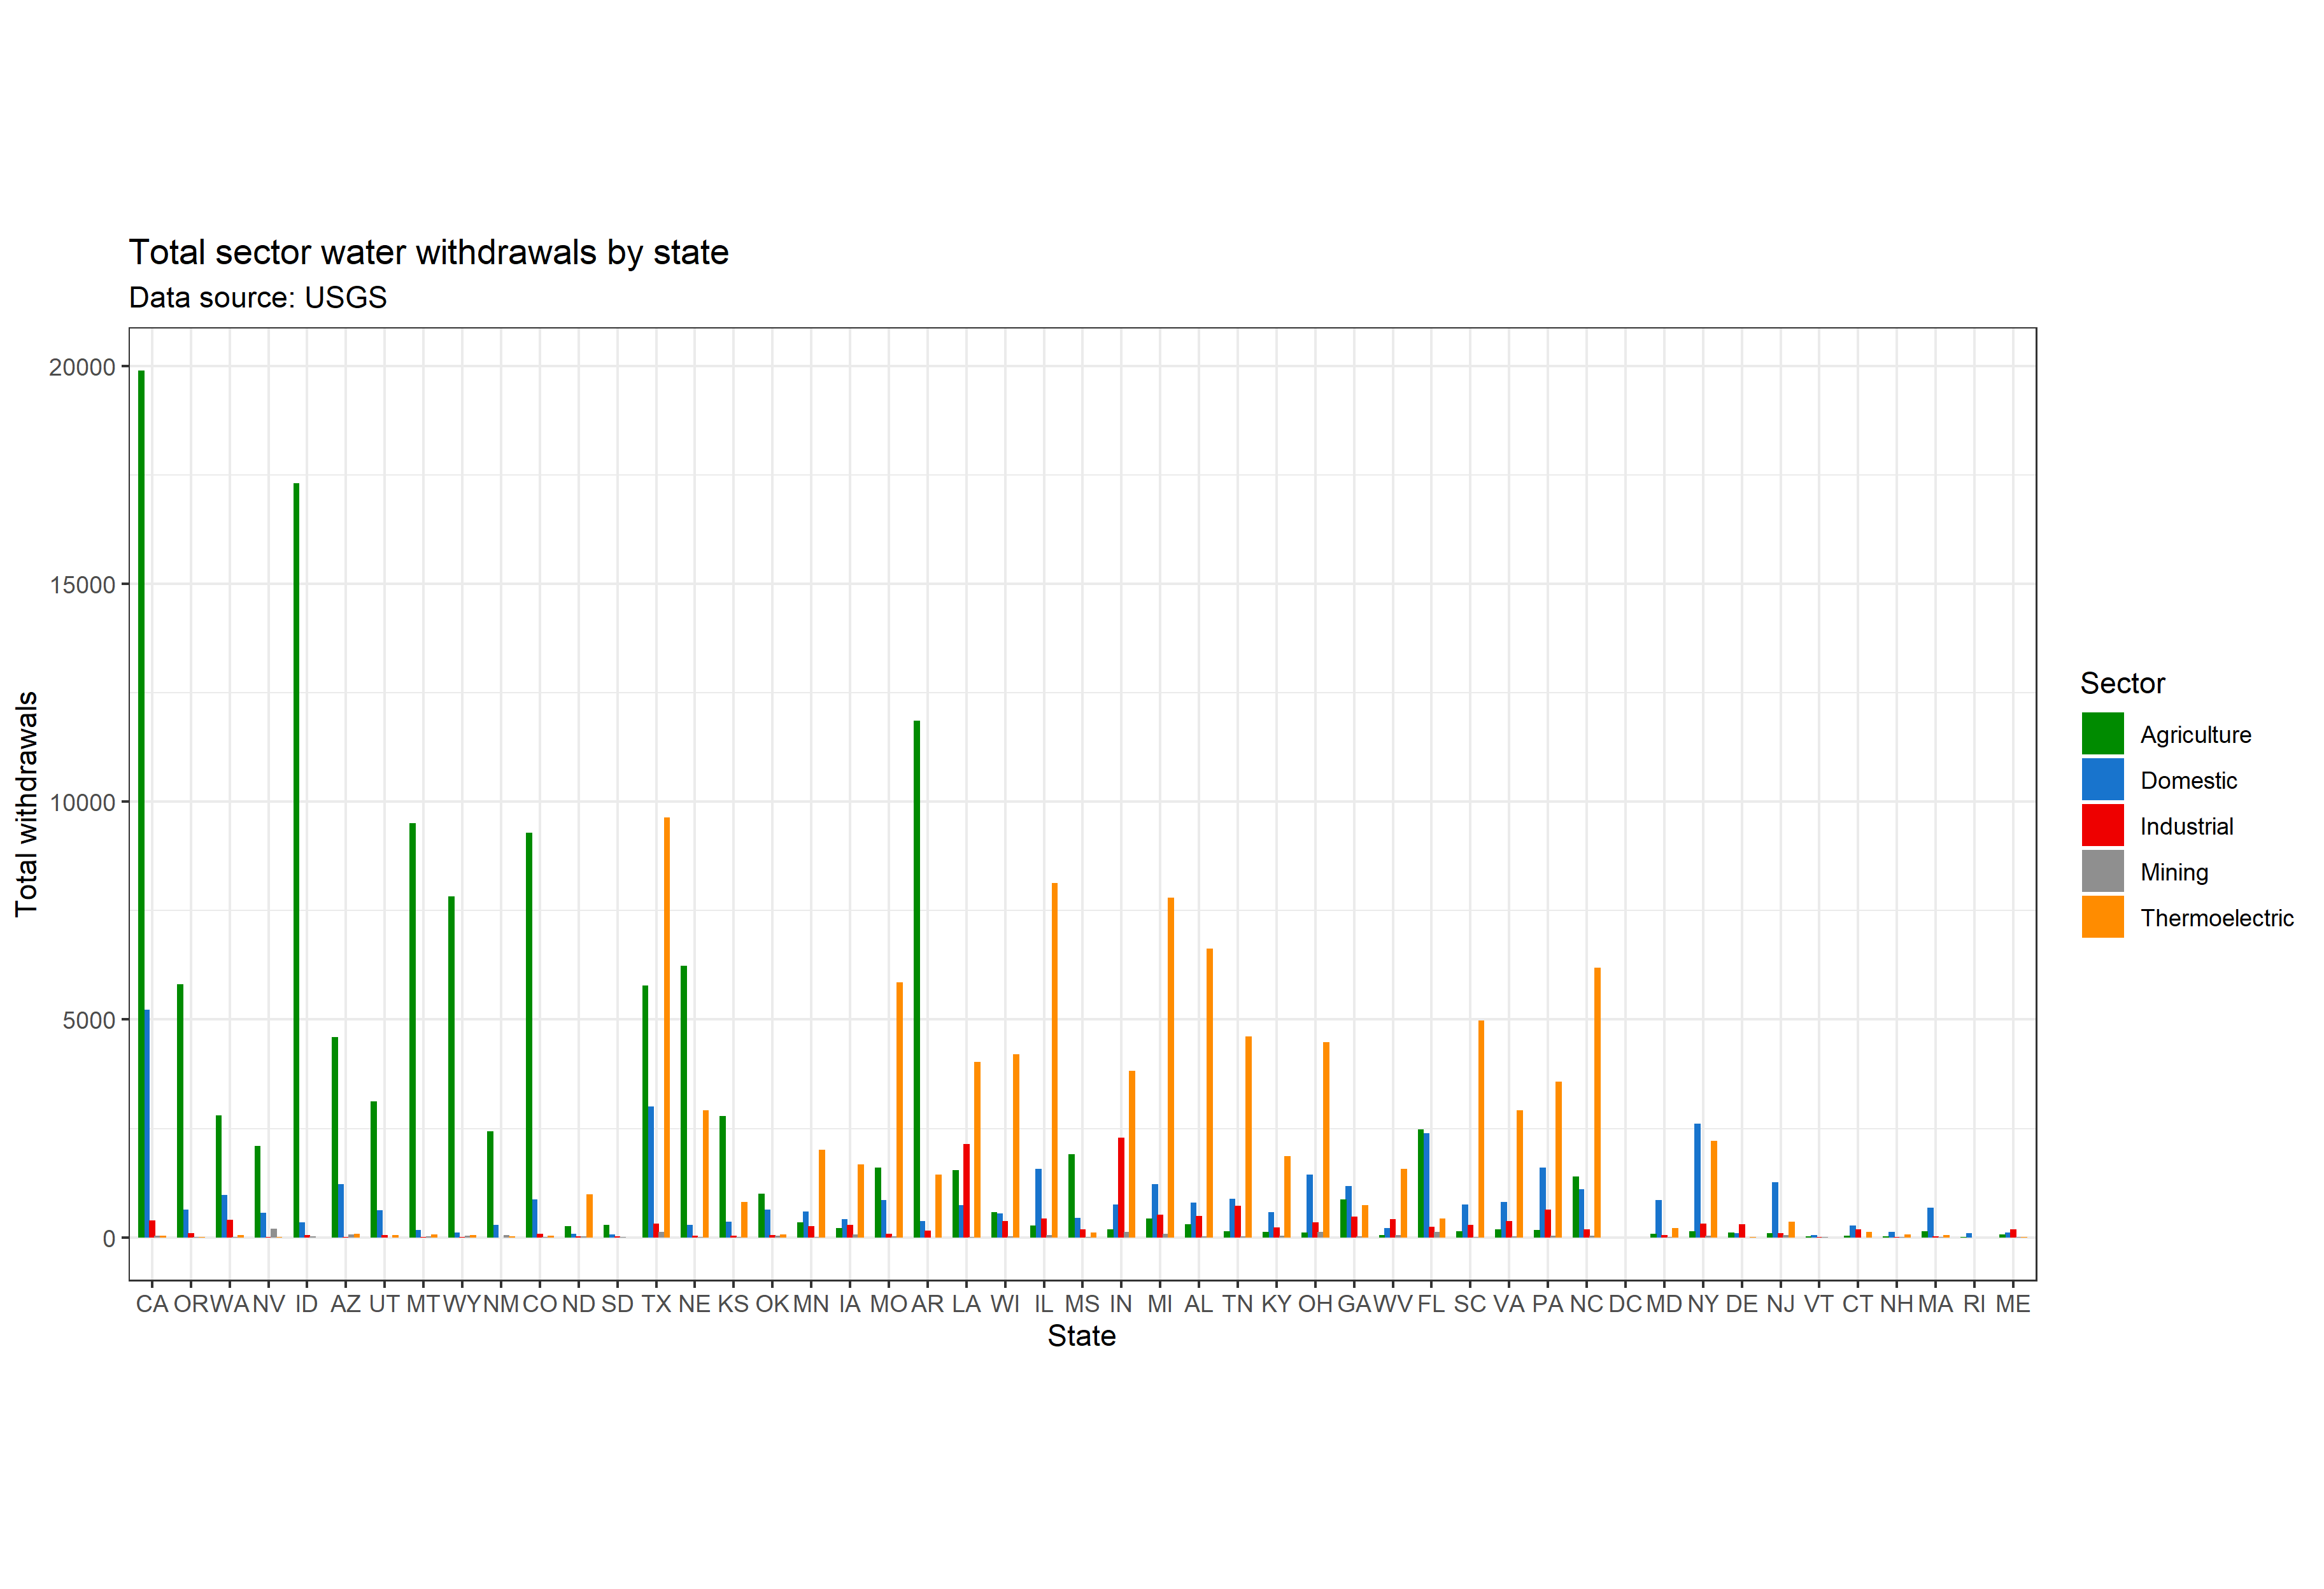 Total sector water withdrawals by state
Data source: USGS
20000
15000
10000
5000
0
Total withdrawals
CA OR WA NV ID AZ UT MT WY NM CO ND SD TX NE KS OK MN IA MO AR LA WI IL MS IN MI AL TN KY OH GA WV FL SC VA PA NC DC MD NY DE NJ VT CT NH MA RI ME
State
Sector
Agriculture
Domestic
Industrial
Mining
Thermoelectric